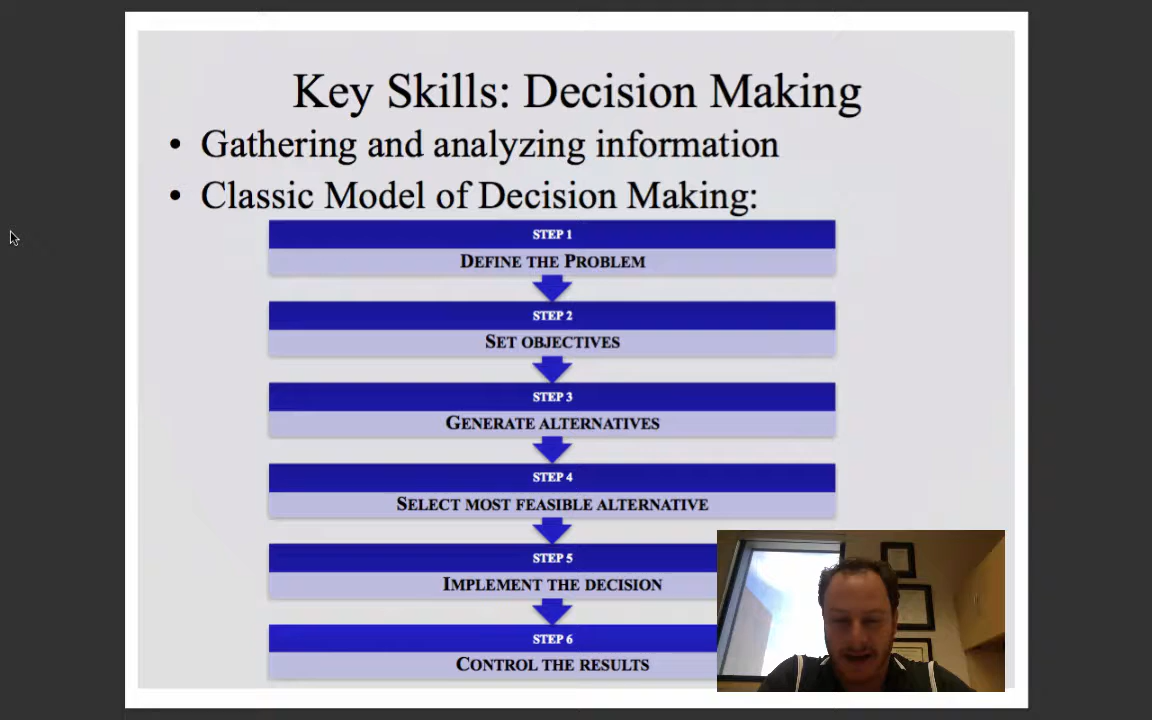 Key Skills: Decision Making
• Gathering and analyzing information
• Classic Model of Decision Making:
STEP 1
DEFINE THE PROBLEM
STEP 2
SET OBJECTIVES
STEP 3
GENERATE ALTERNATIVES
STEP 4
SELECT MOST FEASIBLE ALTERNATIVE
STEP 5
IMPLEMENT THE DECISION
STEP 6
CONTROL THE RESULTS